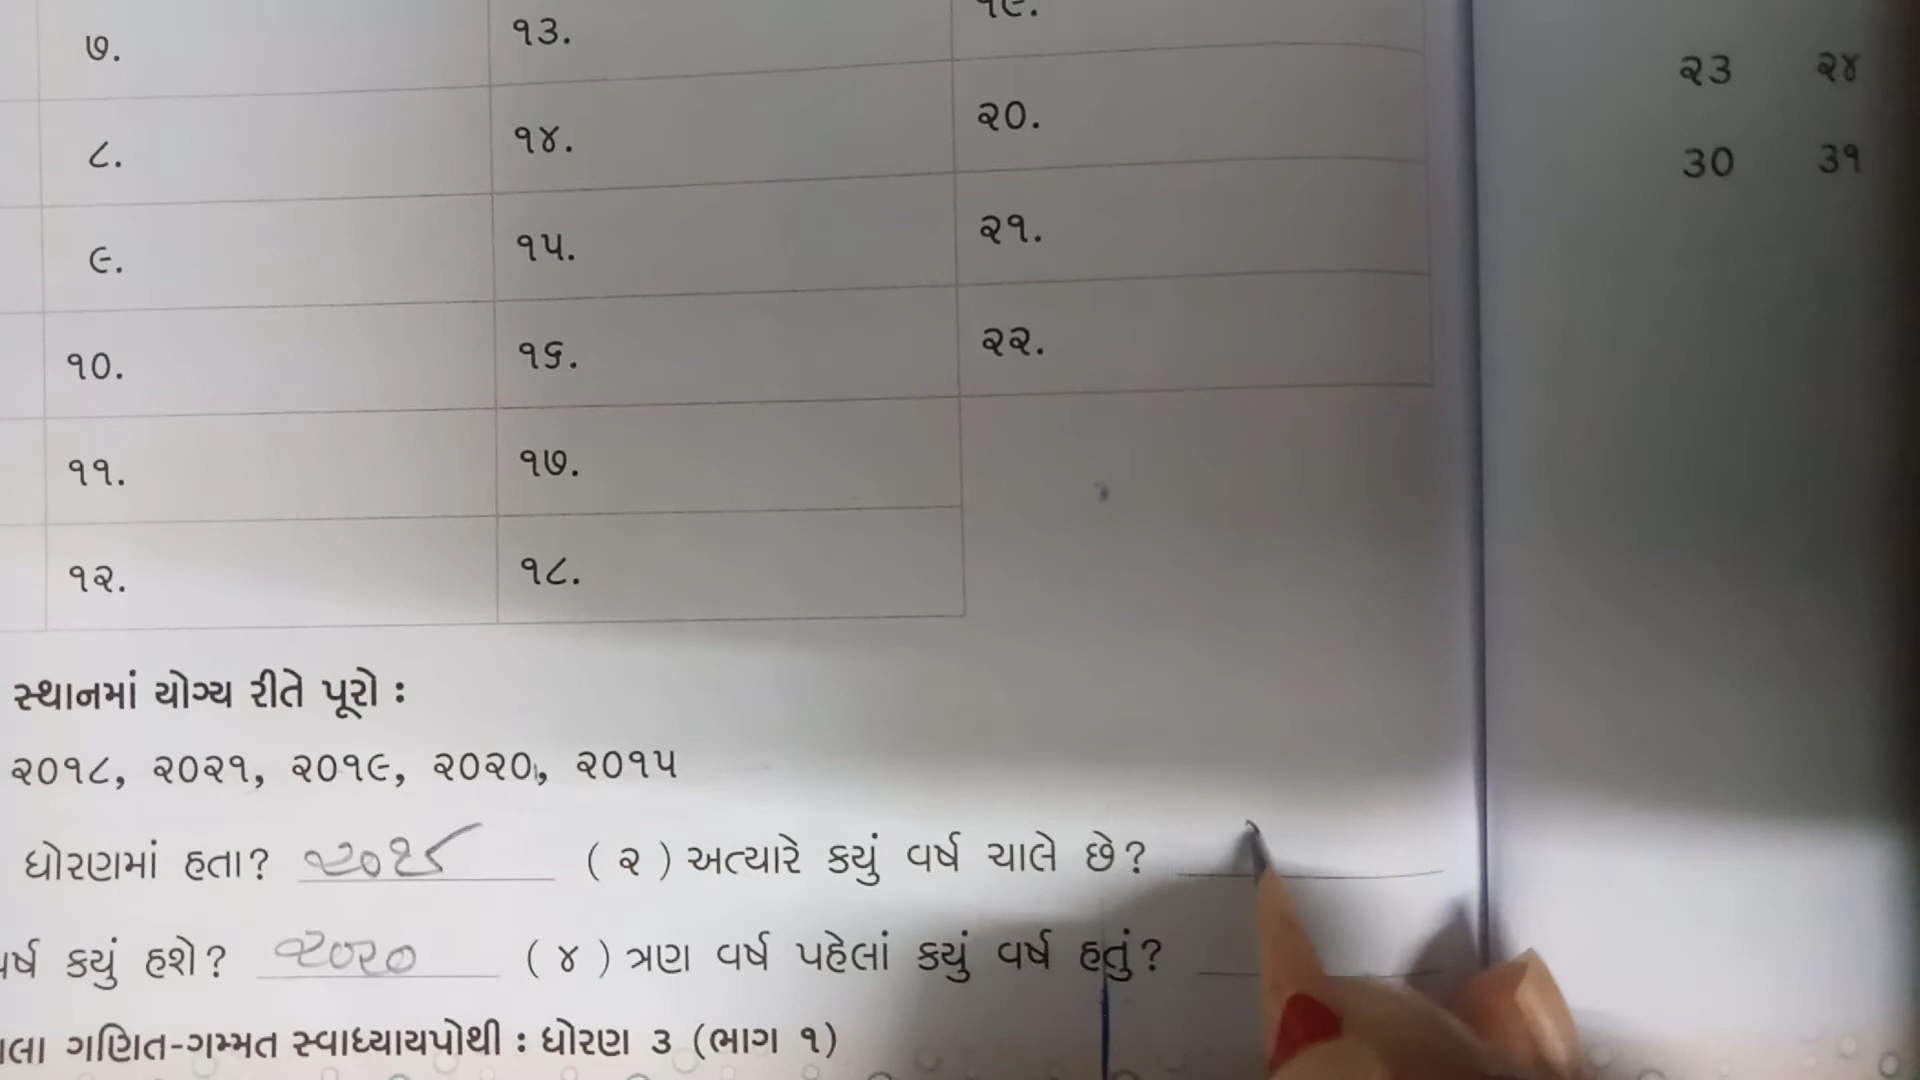 ૭. ૧૩. ૧૯. ૨૩ ૨૪
૮. ૧૪. ૨૦. ૩૦ ૩૧
૯. ૧૫. ૨૧.
૧૦. ૧૬. ૨૨.
૧૧. ૧૭.
૧૨. ૧૮.
સ્થાનમાં યોગ્ય રીતે પૂરો :
૨૦૧૮, ૨૦૨૧, ૨૦૧૯, ૨૦૨૦, ૨૦૧૫
ધોરણમાં હતા? ૨૦૧૮ ( ૨ ) અત્યારે કયું વર્ષ ચાલે છે?
કયું હશે? ૨૦૨૦ ( ૪ ) ત્રણ વર્ષ પહેલાં કયું વર્ષ હતું?
ગણિત-ગમ્મત સ્વાધ્યાયપોથી : ધોરણ ૩ (ભાગ ૧)